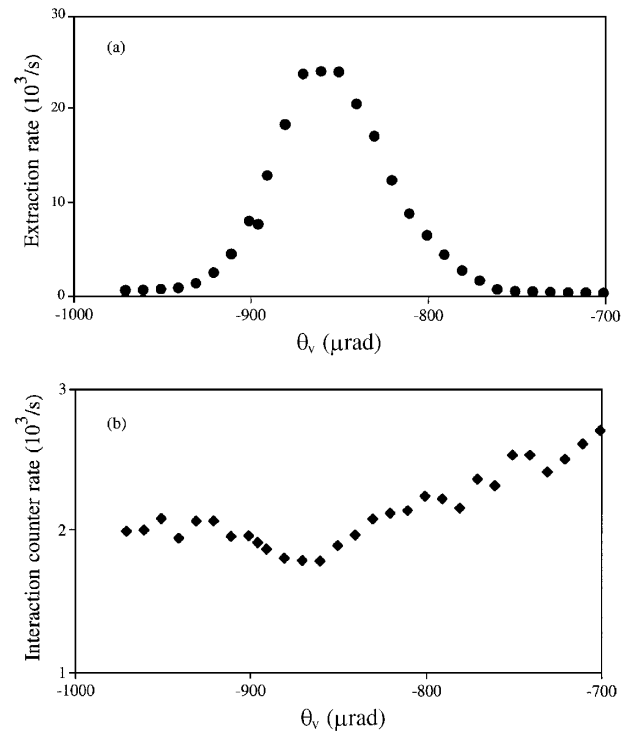 30
(a)
20
10
0
Extraction rate (10³/s)
-1000
-900
-800
-700
θᵥ (μrad)
3
(b)
2
1
Interaction counter rate (10³/s)
-1000
-900
-800
-700
θᵥ (μrad)